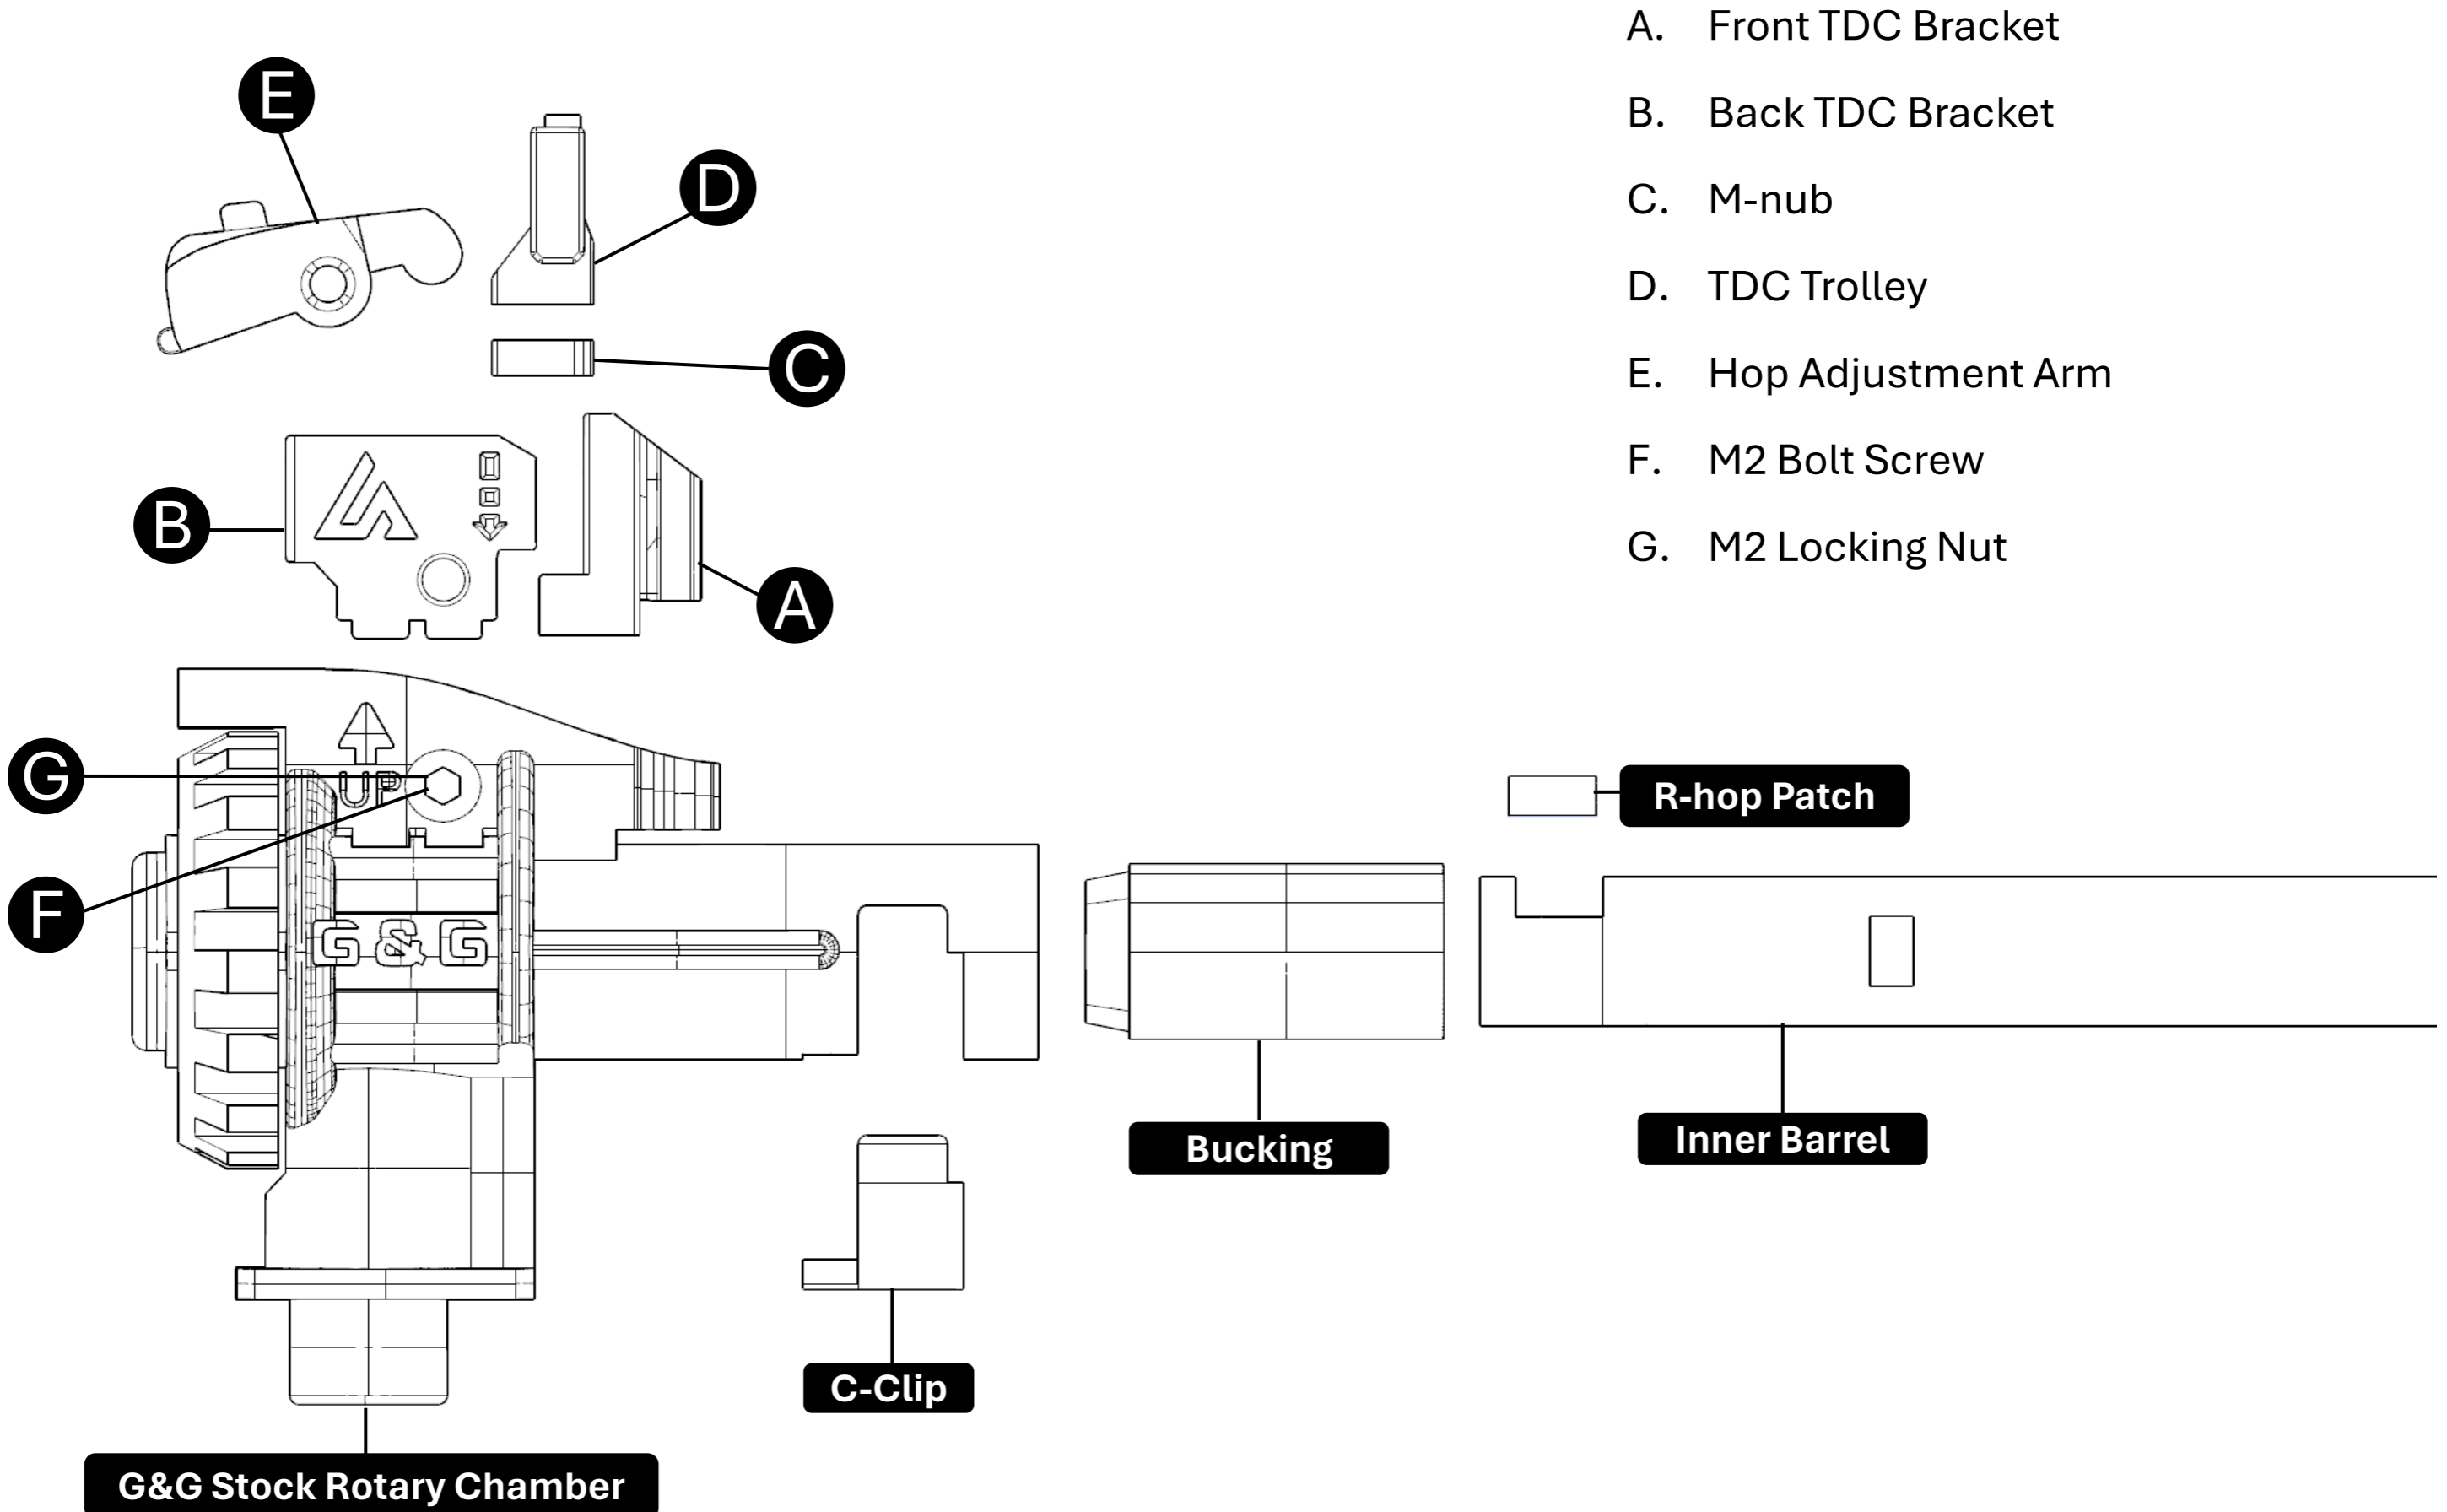 A. Front TDC Bracket
B. Back TDC Bracket
C. M-nub
D. TDC Trolley
E. Hop Adjustment Arm
F. M2 Bolt Screw
G. M2 Locking Nut
E
D
C
B
A
UP
G
F
G&G
R-hop Patch
Bucking
Inner Barrel
C-Clip
G&G Stock Rotary Chamber